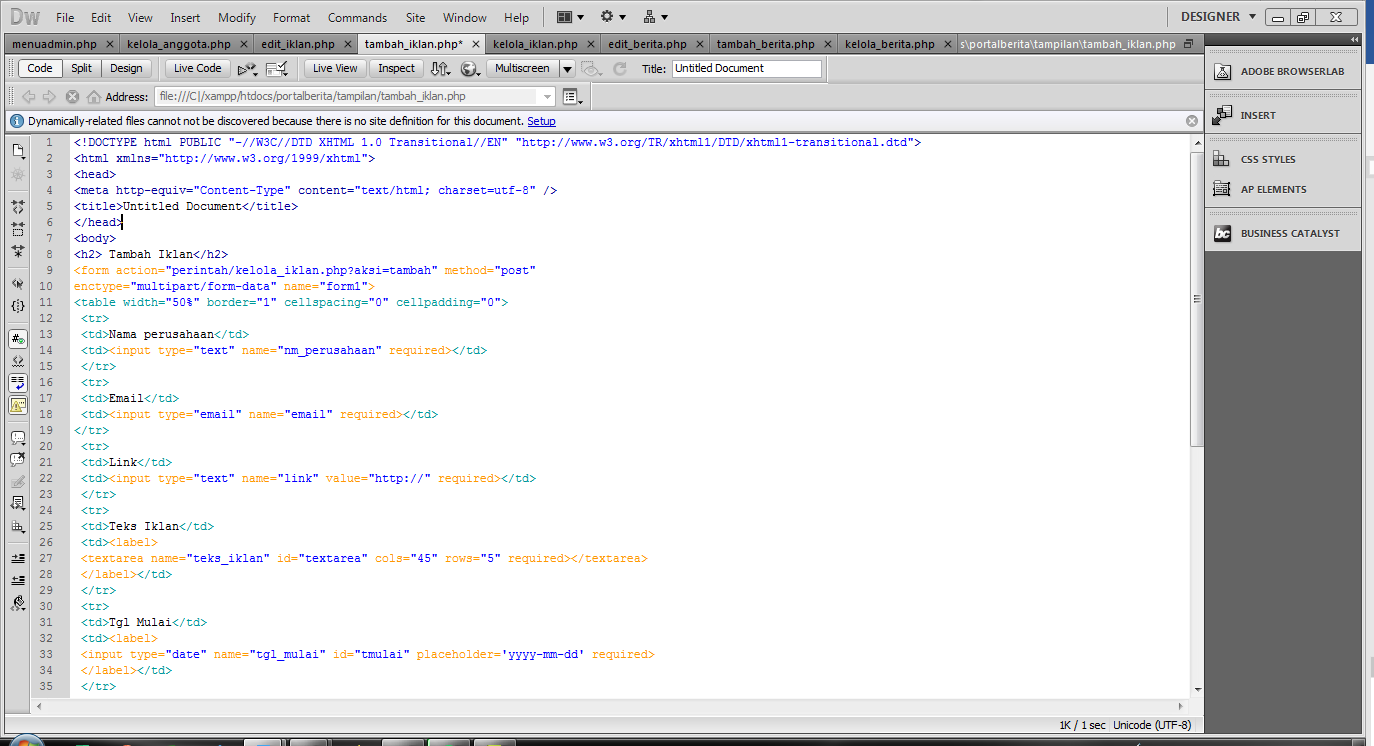 Dw File Edit View Insert Modify Format Commands Site Window Help DESIGNER
menuadmin.php kelola_anggota.php edit_iklan.php tambah_iklan.php* kelola_iklan.php edit_berita.php tambah_berita.php kelola_berita.php s\portalberita\tampilan\tambah_iklan.php
Code Split Design Live Code Live View Inspect Multiscreen Title: Untitled Document
Address: file:///C|/xampp/htdocs/portalberita/tampilan/tambah_iklan.php
Dynamically-related files cannot not be discovered because there is no site definition for this document. Setup
ADOBE BROWSERLAB
INSERT
CSS STYLES
AP ELEMENTS
bc BUSINESS CATALYST
1 <!DOCTYPE html PUBLIC "-//W3C//DTD XHTML 1.0 Transitional//EN" "http://www.w3.org/TR/xhtml1/DTD/xhtml1-transitional.dtd">
2 <html xmlns="http://www.w3.org/1999/xhtml">
3 <head>
4 <meta http-equiv="Content-Type" content="text/html; charset=utf-8" />
5 <title>Untitled Document</title>
6 </head>
7 <body>
8 <h2> Tambah Iklan</h2>
9 <form action="perintah/kelola_iklan.php?aksi=tambah" method="post"
10 enctype="multipart/form-data" name="form1">
11 <table width="50%" border="1" cellspacing="0" cellpadding="0">
12 <tr>
13 <td>Nama perusahaan</td>
14 <td><input type="text" name="nm_perusahaan" required></td>
15 </tr>
16 <tr>
17 <td>Email</td>
18 <td><input type="email" name="email" required></td>
19 </tr>
20 <tr>
21 <td>Link</td>
22 <td><input type="text" name="link" value="http://" required></td>
23 </tr>
24 <tr>
25 <td>Teks Iklan</td>
26 <td><label>
27 <textarea name="teks_iklan" id="textarea" cols="45" rows="5" required></textarea>
28 </label></td>
29 </tr>
30 <tr>
31 <td>Tgl Mulai</td>
32 <td><label>
33 <input type="date" name="tgl_mulai" id="tmulai" placeholder='yyyy-mm-dd' required>
34 </label></td>
35 </tr>
1K / 1 sec Unicode (UTF-8)